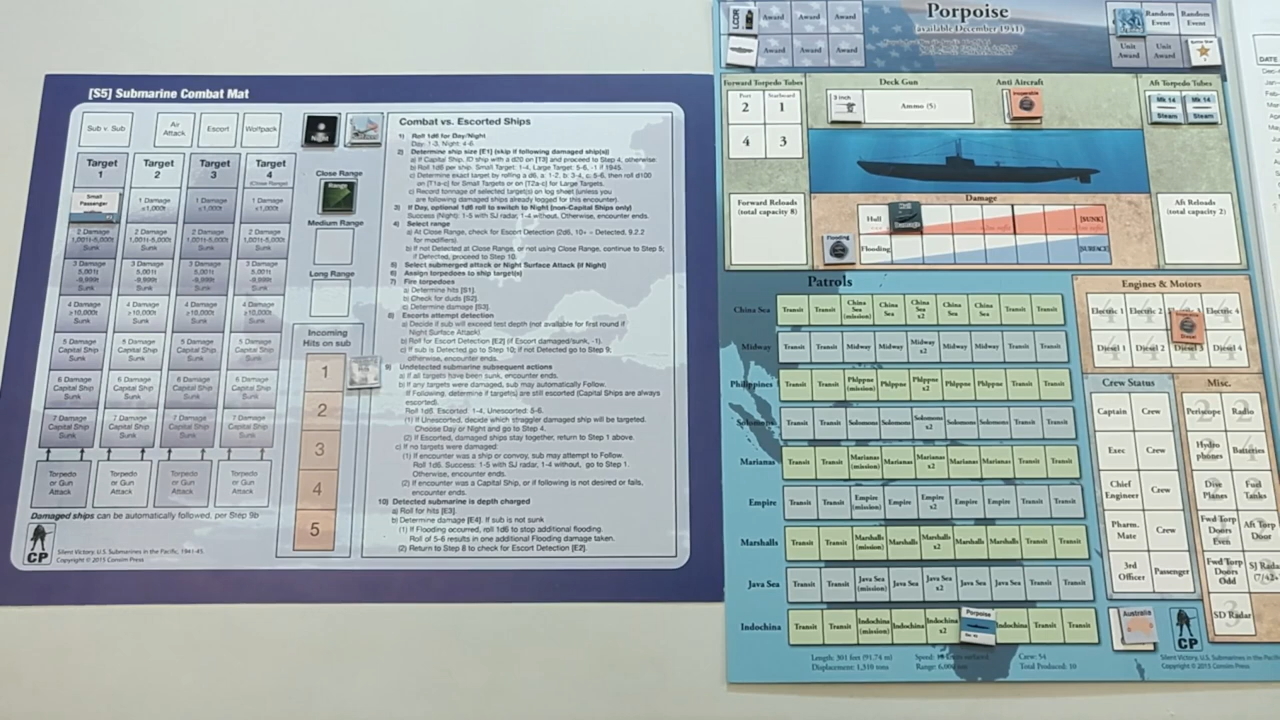 [S5] Submarine Combat Mat
Sub v. Sub
Air Attack
Escort
Wolfpack
Night
Target 1
Target 2
Target 3
Target 4
(Close Range)
Small Passenger
1 Damage ≤1,000t
1 Damage ≤1,000t
1 Damage ≤1,000t
2 Damage 1,001t-5,000t Sunk
2 Damage 1,001t-5,000t Sunk
2 Damage 1,001t-5,000t Sunk
2 Damage 1,001t-5,000t Sunk
3 Damage 5,001t -9,999t Sunk
3 Damage 5,001t -9,999t Sunk
3 Damage 5,001t -9,999t Sunk
3 Damage 5,001t -9,999t Sunk
4 Damage ≥10,000t Sunk
4 Damage ≥10,000t Sunk
4 Damage ≥10,000t Sunk
4 Damage ≥10,000t Sunk
5 Damage Capital Ship Sunk
5 Damage Capital Ship Sunk
5 Damage Capital Ship Sunk
5 Damage Capital Ship Sunk
6 Damage Capital Ship Sunk
6 Damage Capital Ship Sunk
6 Damage Capital Ship Sunk
6 Damage Capital Ship Sunk
7 Damage Capital Ship Sunk
7 Damage Capital Ship Sunk
7 Damage Capital Ship Sunk
7 Damage Capital Ship Sunk
Torpedo or Gun Attack
Torpedo or Gun Attack
Torpedo or Gun Attack
Torpedo or Gun Attack
Damaged ships can be automatically followed, per Step 9b
CP
Silent Victory, U.S. Submarines in the Pacific, 1941-45
Copyright © 2015 Consim Press
Close Range
Range
Medium Range
Long Range
Incoming Hits on sub
1
2
3
4
5
Combat vs. Escorted Ships
1) Roll 1d6 for Day/Night
Day: 1-3, Night: 4-6
2) Determine ship size [E1] (skip if following damaged ship(s))
a) If Capital Ship, ID ship with a d20 on [T3] and proceed to Step 4, otherwise
b) Roll 1d6 per ship. Small Target: 1-4, Large Target: 5-6, -1 if 1945.
c) Determine exact target by rolling a d6, a: 1-2, b: 3-4, c: 5-6, then roll d100
on [T1a-c] for Small Targets or on [T2a-c] for Large Targets.
c) Record tonnage of selected target(s) on log sheet (unless you
are following damaged ships already logged for this encounter).
3) If Day, optional 1d6 roll to switch to Night (non-Capital Ships only)
Success (Night): 1-5 with SJ radar, 1-4 without. Otherwise, encounter ends.
4) Select range
a) At Close Range, check for Escort Detection (2d6, 10+ = Detected, 9.2.2
for modifiers).
b) If not Detected at Close Range, or not using Close Range, continue to Step 5;
if Detected, proceed to Step 10.
5) Select submerged attack or Night Surface Attack (if Night)
6) Assign torpedoes to ship target(s)
7) Fire torpedoes
a) Determine hits [S1].
b) Check for duds [S2].
c) Determine damage [S3].
8) Escorts attempt detection
a) Decide if sub will exceed test depth (not available for first round if
Night Surface Attack).
b) Roll for Escort Detection [E2] (if Escort damaged/sunk, -1).
c) If sub is Detected go to Step 10; if not Detected go to Step 9;
otherwise, encounter ends.
9) Undetected submarine subsequent actions
a) If all targets have been sunk, encounter ends.
b) If any targets were damaged, sub may automatically Follow.
If Following, determine if target(s) are still escorted (Capital Ships are always
escorted).
Roll 1d6. Escorted: 1-4, Unescorted: 5-6.
(1) If Unescorted, decide which straggler damaged ship will be targeted.
Choose Day or Night and go to Step 4.
(2) If Escorted, damaged ships stay together, return to Step 1 above.
c) If no targets were damaged:
(1) If encounter was a ship or convoy, sub may attempt to Follow.
Roll 1d6. Success: 1-5 with SJ radar, 1-4 without, go to Step 1.
Otherwise, encounter ends.
(2) If encounter was a Capital Ship, or if following is not desired or fails,
encounter ends.
10) Detected submarine is depth charged
a) Roll for hits [E3].
b) Determine damage [E4]. If sub is not sunk
(1) If Flooding occurred, roll 1d6 to stop additional flooding.
Roll of 5-6 results in one additional Flooding damage taken.
(2) Return to Step 8 to check for Escort Detection [E2].
LCDR
Award Award Award
Award Award Award
Porpoise
(available December 1941)
Random Event
Random Event
Unit Award
Unit Award
Forward Torpedo Tubes
Port 2
Starboard 1
4
3
Deck Gun
3 inch
Ammo (5)
Anti Aircraft
Inoperable
Aft Torpedo Tubes
Mk 14 Steam
Mk 14 Steam
Forward Reloads (total capacity 8)
Damage
Hull
Damage
[SUNK]
Flooding
Flooding
[SURFACE]
Aft Reloads (total capacity 2)
Patrols
China Sea Transit Transit China Sea (mission) China Sea China Sea x2 China Sea China Sea Transit Transit
Midway Transit Transit Midway Midway Midway x2 Midway Midway Transit Transit
Philippines Transit Transit Phlppne (mission) Phlppne Phlppne x2 Phlppne Phlppne Transit Transit
Solomons Transit Transit Solomons Solomons Solomons x2 Solomons Solomons Transit Transit
Marianas Transit Transit Marianas (mission) Marianas Marianas x2 Marianas Marianas Transit Transit
Empire Transit Transit Empire (mission) Empire Empire x2 Empire Empire Transit Transit
Marshalls Transit Transit Marshalls (mission) Marshalls Marshalls x2 Marshalls Marshalls Transit Transit
Java Sea Transit Transit Java Sea (mission) Java Sea Java Sea x2 Java Sea Java Sea Transit Transit
Indochina Transit Transit Indochina (mission) Indochina Indochina x2 Porpoise Indochina Transit Transit
Length: 301 feet (91.74 m)
Displacement: 1,310 tons
Speed:
Range: 6,000
Crew: 54
Total Produced: 10
Engines & Motors
Electric 1 Electric 2 Electric 4
Diesel 1 Diesel 2 Diesel 3 Diesel 4
Crew Status
Captain Crew
Exec Crew
Chief Engineer Crew
Pharm. Mate Crew
3rd Officer Passenger
Australia
CP
Misc.
Periscope Radio
Hydro phones Batteries
Dive Planes Fuel Tanks
Fwd Torp Doors Even Aft Torp Door
Fwd Torp Doors Odd SJ Radar
SD Radar
Silent Victory, U.S. Submarines in the Pacific
Copyright © 2015 Consim Press
DATE